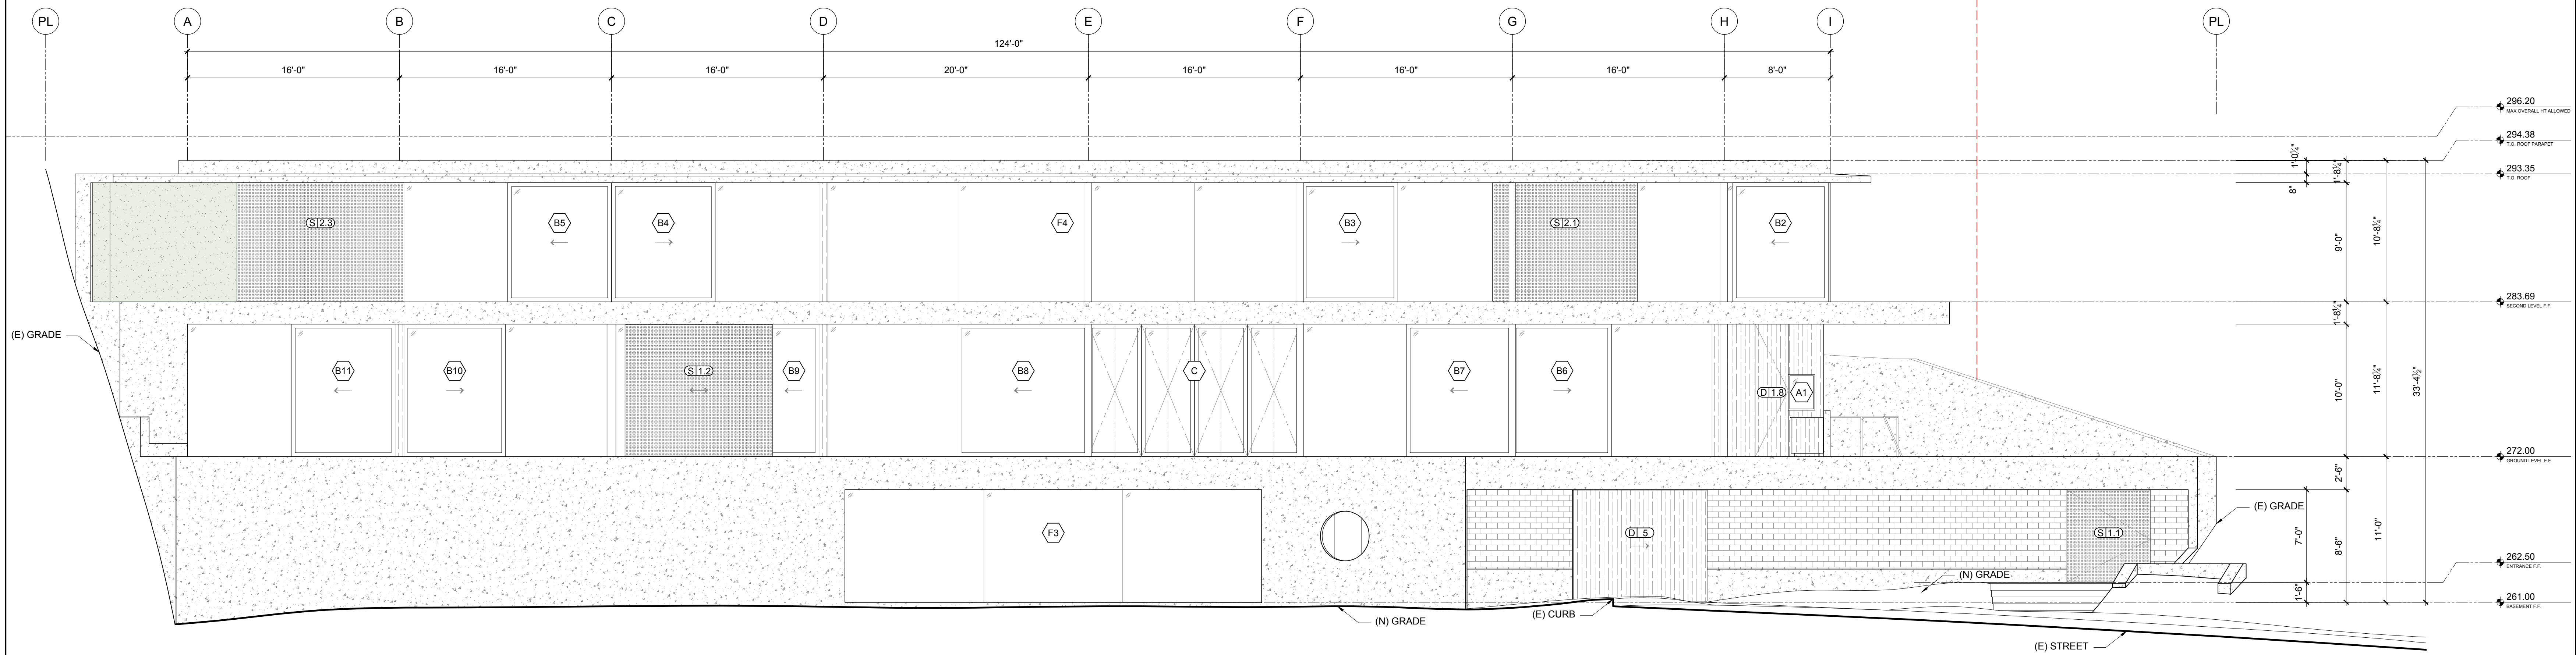 PL A B C D E F G H I PL
124'-0"
16'-0" 16'-0" 16'-0" 20'-0" 16'-0" 16'-0" 16'-0" 8'-0"
296.20
MAX OVERALL HT ALLOWED
294.38
T.O. ROOF PARAPET
293.35
T.O. ROOF
1'-0¼"
8"
1'-8¼"
9'-0"
10'-8¼"
S 2.3 B5 B4 F4 B3 S 2.1 B2
283.69
SECOND LEVEL F.F.
1'-8¼"
10'-0"
11'-8¼"
33'-4½"
(E) GRADE
B11 B10 S 1.2 B9 B8 C B7 B6 D 1.8 A1
272.00
GROUND LEVEL F.F.
2'-6"
7'-0"
8'-6"
11'-0"
1'-6"
(E) GRADE
F3 D 5 S 1.1
262.50
ENTRANCE F.F.
(N) GRADE
261.00
BASEMENT F.F.
(E) CURB
(N) GRADE
(E) STREET